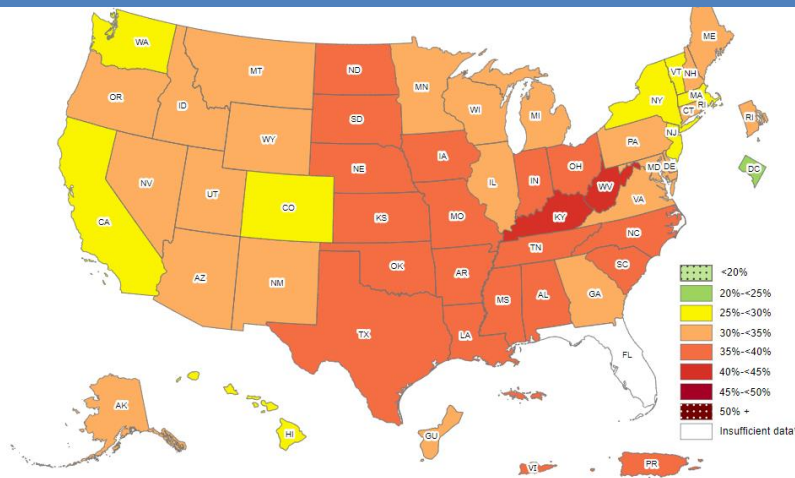 WA
MT
ND
MN
ME
OR
ID
SD
WI
MI
VT
NH
NY
MA
CT
RI
RI
WY
IA
NE
PA
NJ
NV
UT
CO
IL
IN
OH
MD
DE
DC
CA
KS
MO
WV
VA
KY
AZ
NM
OK
AR
TN
NC
SC
MS
AL
GA
TX
LA
FL
AK
HI
GU
VI
PR
<20%
20%-<25%
25%-<30%
30%-<35%
35%-<40%
40%-<45%
45%-<50%
50% +
Insufficient data*